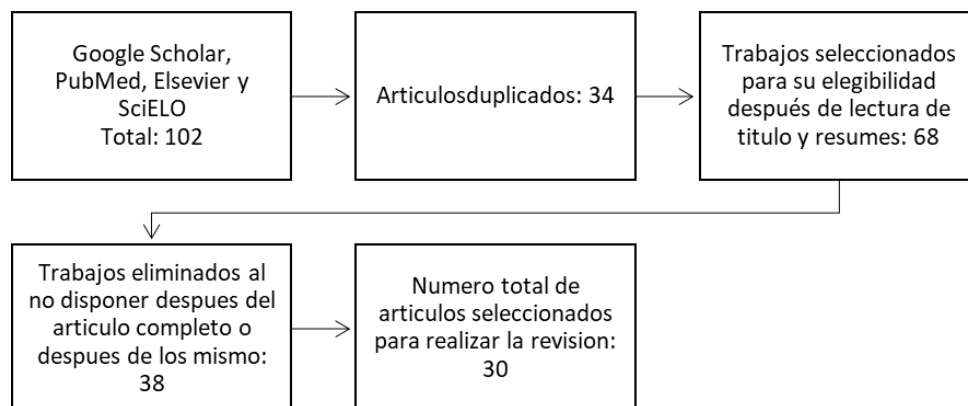 Google Scholar,
PubMed, Elsevier y
SciELO
Total: 102
Articulosduplicados: 34
Trabajos seleccionados
para su elegibilidad
después de lectura de
titulo y resumes: 68
Trabajos eliminados al
no disponer despues del
articulo completo o
despues de los mismo:
38
Numero total de
articulos seleccionados
para realizar la revision:
30